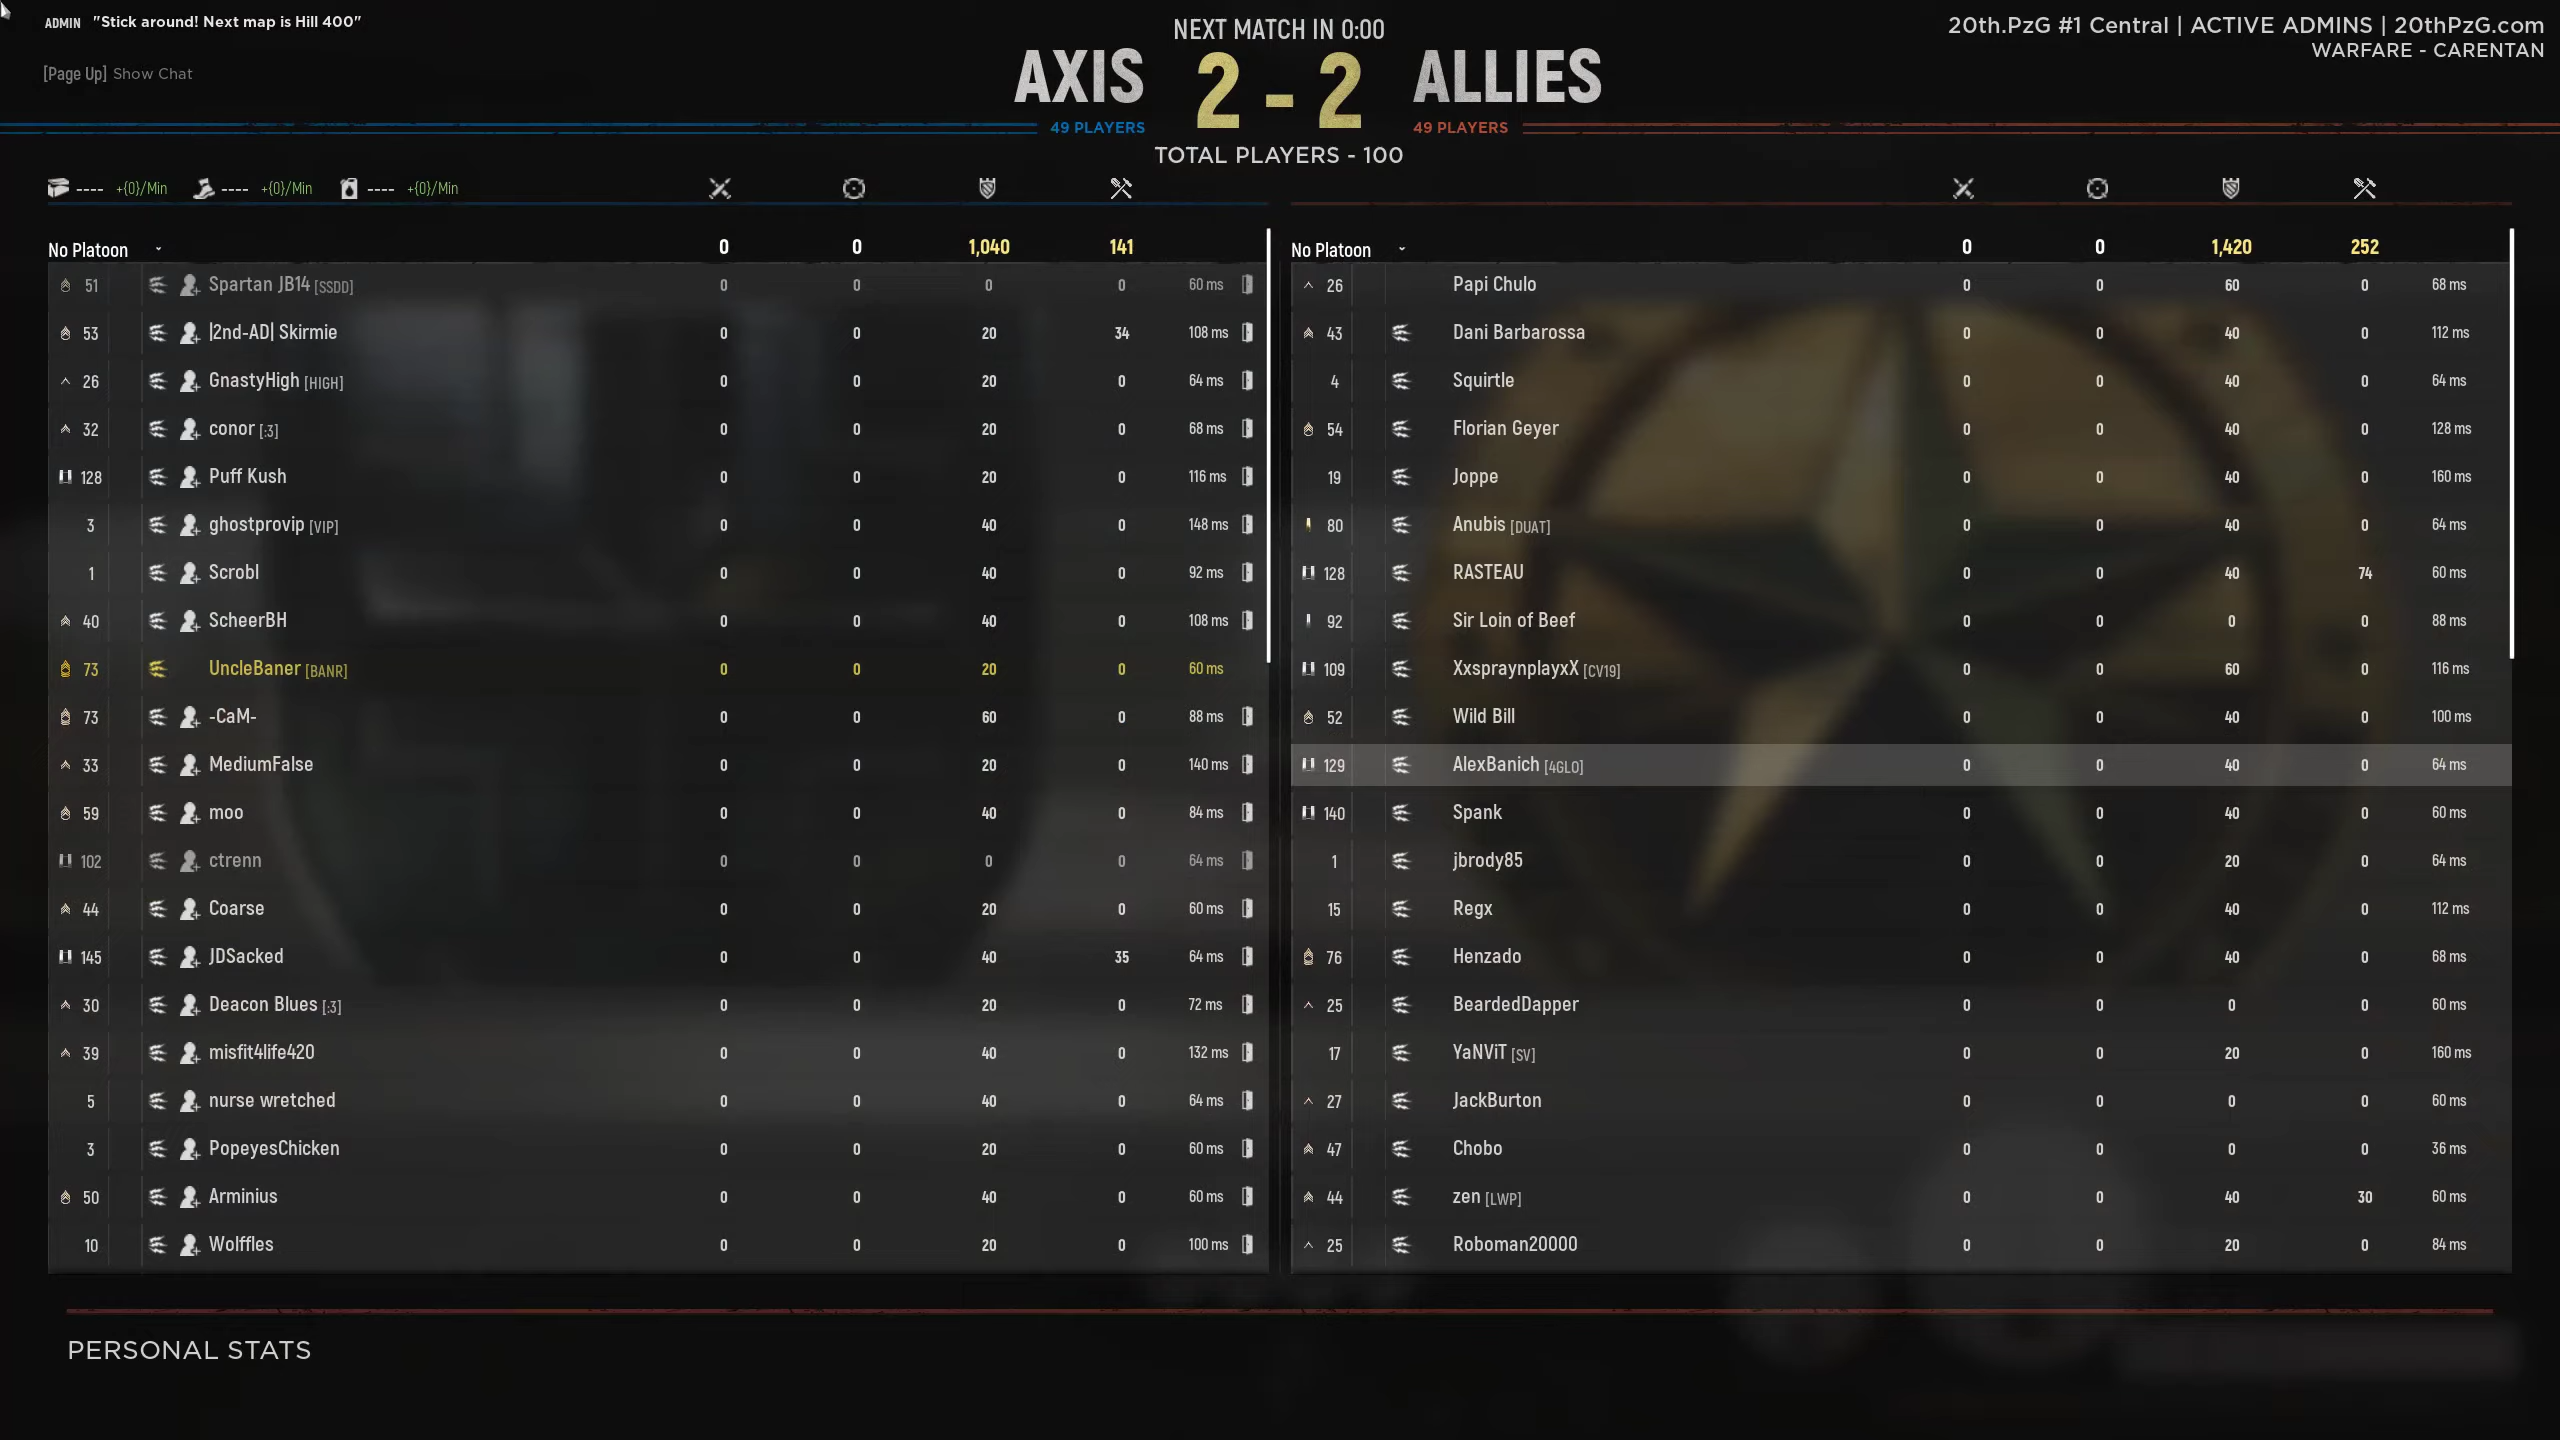 ADMIN "Stick around! Next map is Hill 400"
[Page Up] Show Chat
NEXT MATCH IN 0:00
AXIS 2 - 2 ALLIES
49 PLAYERS 49 PLAYERS
TOTAL PLAYERS - 100
20th.PzG #1 Central | ACTIVE ADMINS | 20thPzG.com
WARFARE - CARENTAN
---- +{0}/Min ---- +{0}/Min ---- +{0}/Min
No Platoon 0 0 1,040 141
51 Spartan JB14 [SSDD] 0 0 0 0 60 ms
53 |2nd-AD| Skirmie 0 0 20 34 108 ms
26 GnastyHigh [HIGH] 0 0 20 0 64 ms
32 conor [:3] 0 0 20 0 68 ms
128 Puff Kush 0 0 20 0 116 ms
3 ghostprovip [VIP] 0 0 40 0 148 ms
1 Scrobl 0 0 40 0 92 ms
40 ScheerBH 0 0 40 0 108 ms
73 UncleBaner [BANR] 0 0 20 0 60 ms
73 -CaM- 0 0 60 0 88 ms
33 MediumFalse 0 0 20 0 140 ms
59 moo 0 0 40 0 84 ms
102 ctrenn 0 0 0 0 64 ms
44 Coarse 0 0 20 0 60 ms
145 JDSacked 0 0 40 35 64 ms
30 Deacon Blues [:3] 0 0 20 0 72 ms
39 misfit4life420 0 0 40 0 132 ms
5 nurse wretched 0 0 40 0 64 ms
3 PopeyesChicken 0 0 20 0 60 ms
50 Arminius 0 0 40 0 60 ms
10 Wolffles 0 0 20 0 100 ms
No Platoon 0 0 1,420 252
26 Papi Chulo 0 0 60 0 68 ms
43 Dani Barbarossa 0 0 40 0 112 ms
4 Squirtle 0 0 40 0 64 ms
54 Florian Geyer 0 0 40 0 128 ms
19 Joppe 0 0 40 0 160 ms
80 Anubis [DUAT] 0 0 40 0 64 ms
128 RASTEAU 0 0 40 74 60 ms
92 Sir Loin of Beef 0 0 0 0 88 ms
109 XxspraynplayxX [CV19] 0 0 60 0 116 ms
52 Wild Bill 0 0 40 0 100 ms
129 AlexBanich [4GLO] 0 0 40 0 64 ms
140 Spank 0 0 40 0 60 ms
1 jbrody85 0 0 20 0 64 ms
15 Regx 0 0 40 0 112 ms
76 Henzado 0 0 40 0 68 ms
25 BeardedDapper 0 0 0 0 60 ms
17 YaNViT [SV] 0 0 20 0 160 ms
27 JackBurton 0 0 0 0 60 ms
47 Chobo 0 0 0 0 36 ms
44 zen [LWP] 0 0 40 30 60 ms
25 Roboman20000 0 0 20 0 84 ms
PERSONAL STATS